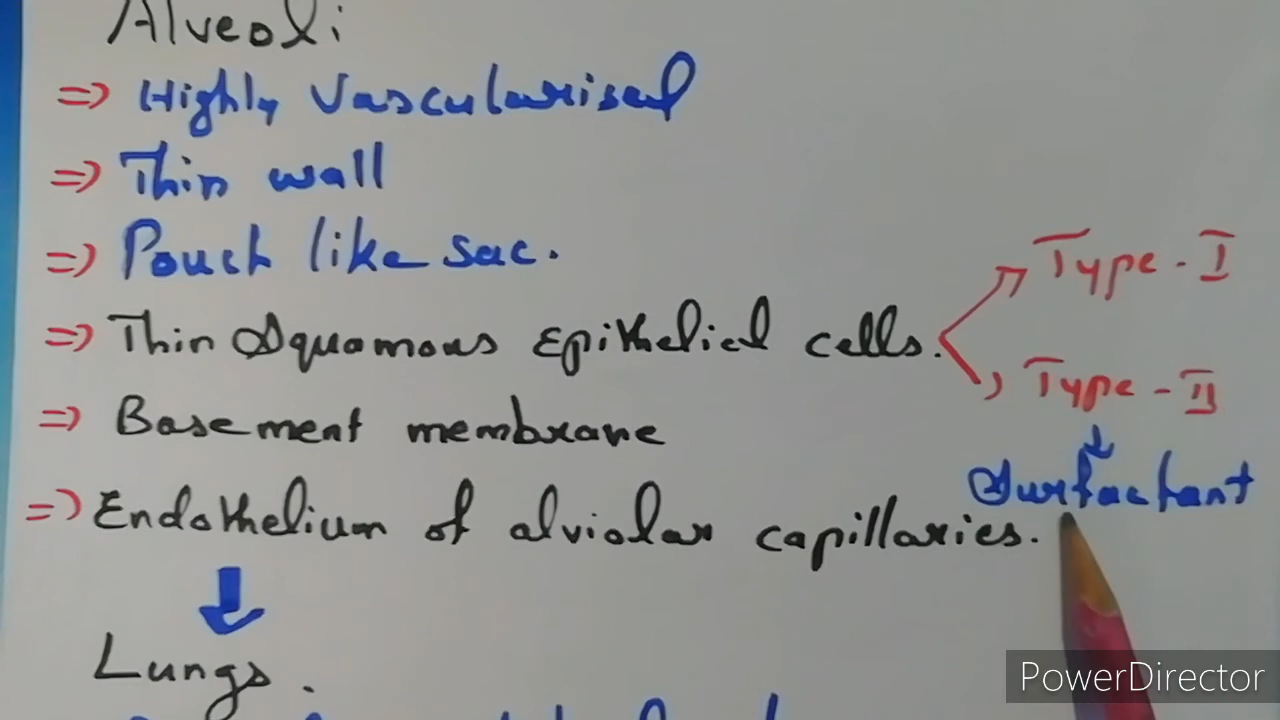 Alveoli
=> Highly Vascularised
=> Thin wall
=> Pouch like sac.
=> Thin Squamous Epithelial cells.
Type - I
Type - II
Surfactant
=> Basement membrane
=> Endothelium of alviolar capillaries.
Lungs.
PowerDirector